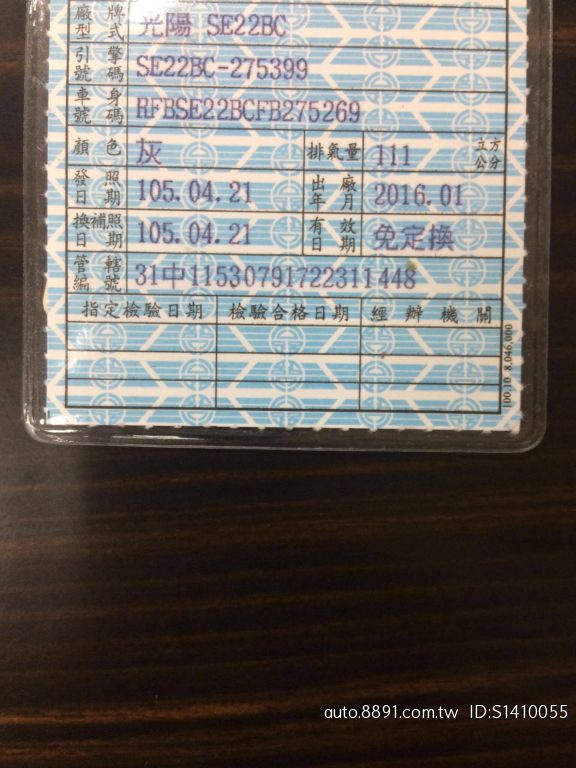 廠牌型式 光陽 SE22BC
引擎號碼 SE22BC-275399
車身號碼 RFBSE22BCFB275269
顏色 灰 排氣量 111 立方公分
發照日期 105.04.21 出廠年月 2016.01
換補照日期 105.04.21 有效日期 免定換
管轄編號 31中11530791722311448
指定檢驗日期 檢驗合格日期 經辦機關
100.10 8,046,000
auto.8891.com.tw ID:S1410055